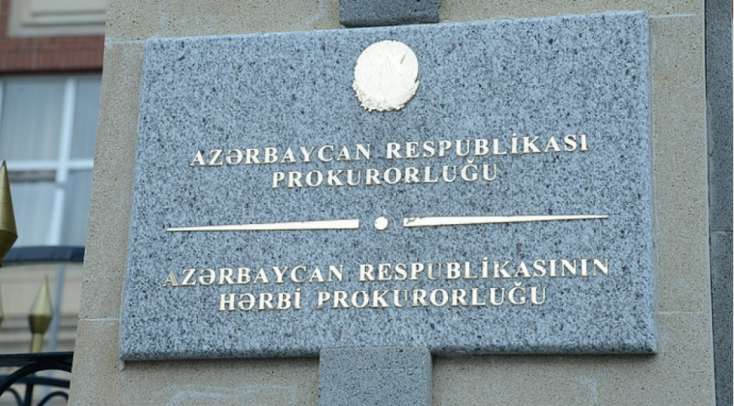 AZƏRBAYCAN RESPUBLİKASI
PROKURORLUĞU
AZƏRBAYCAN RESPUBLİKASININ
HƏRBİ PROKURORLUĞU